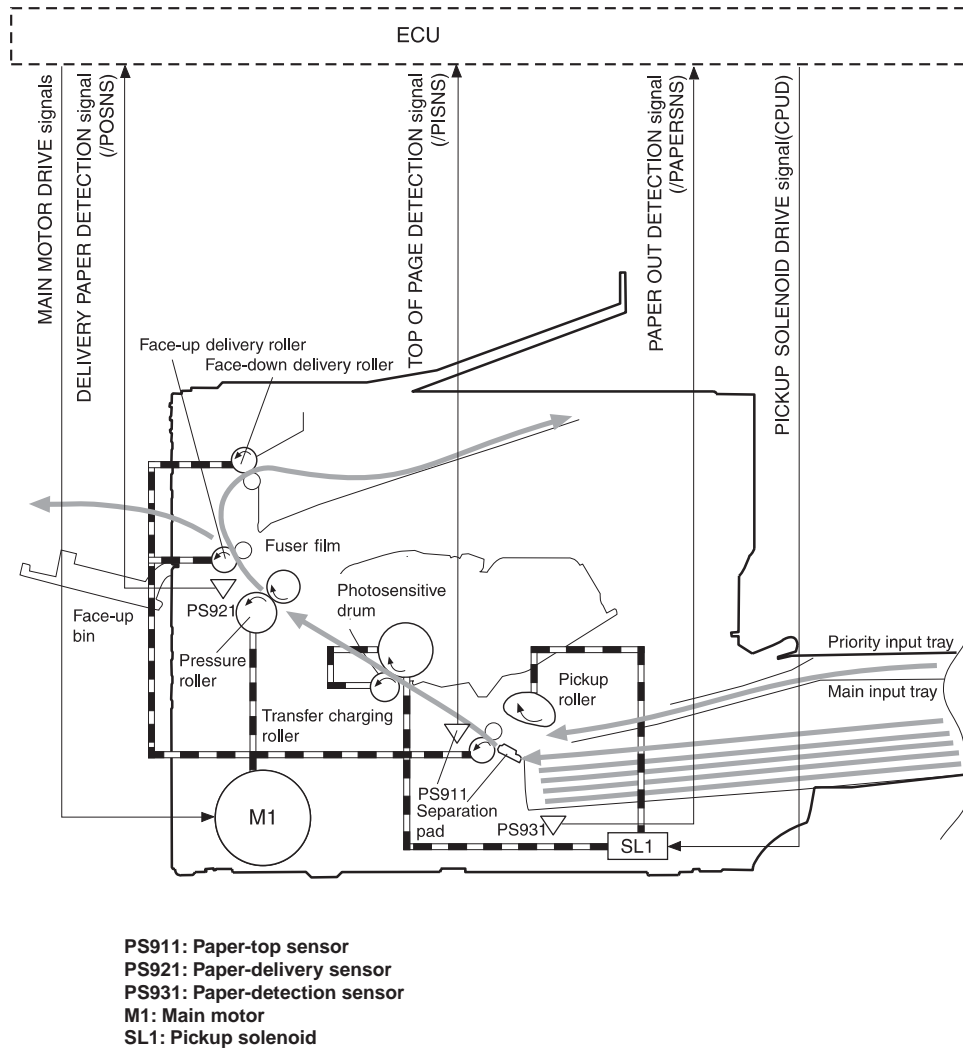 ECU
MAIN MOTOR DRIVE signals
DELIVERY PAPER DETECTION signal
(/POSNS)
TOP OF PAGE DETECTION signal
(/PISNS)
PAPER OUT DETECTION signal
(/PAPERSNS)
PICKUP SOLENOID DRIVE signal(CPUD)
Face-up delivery roller
Face-down delivery roller
Fuser film
Photosensitive
drum
PS921
Face-up
bin
Pressure
roller
Transfer charging
roller
Pickup
roller
Priority input tray
Main input tray
PS911
Separation
pad
PS931
M1
SL1
PS911: Paper-top sensor
PS921: Paper-delivery sensor
PS931: Paper-detection sensor
M1: Main motor
SL1: Pickup solenoid